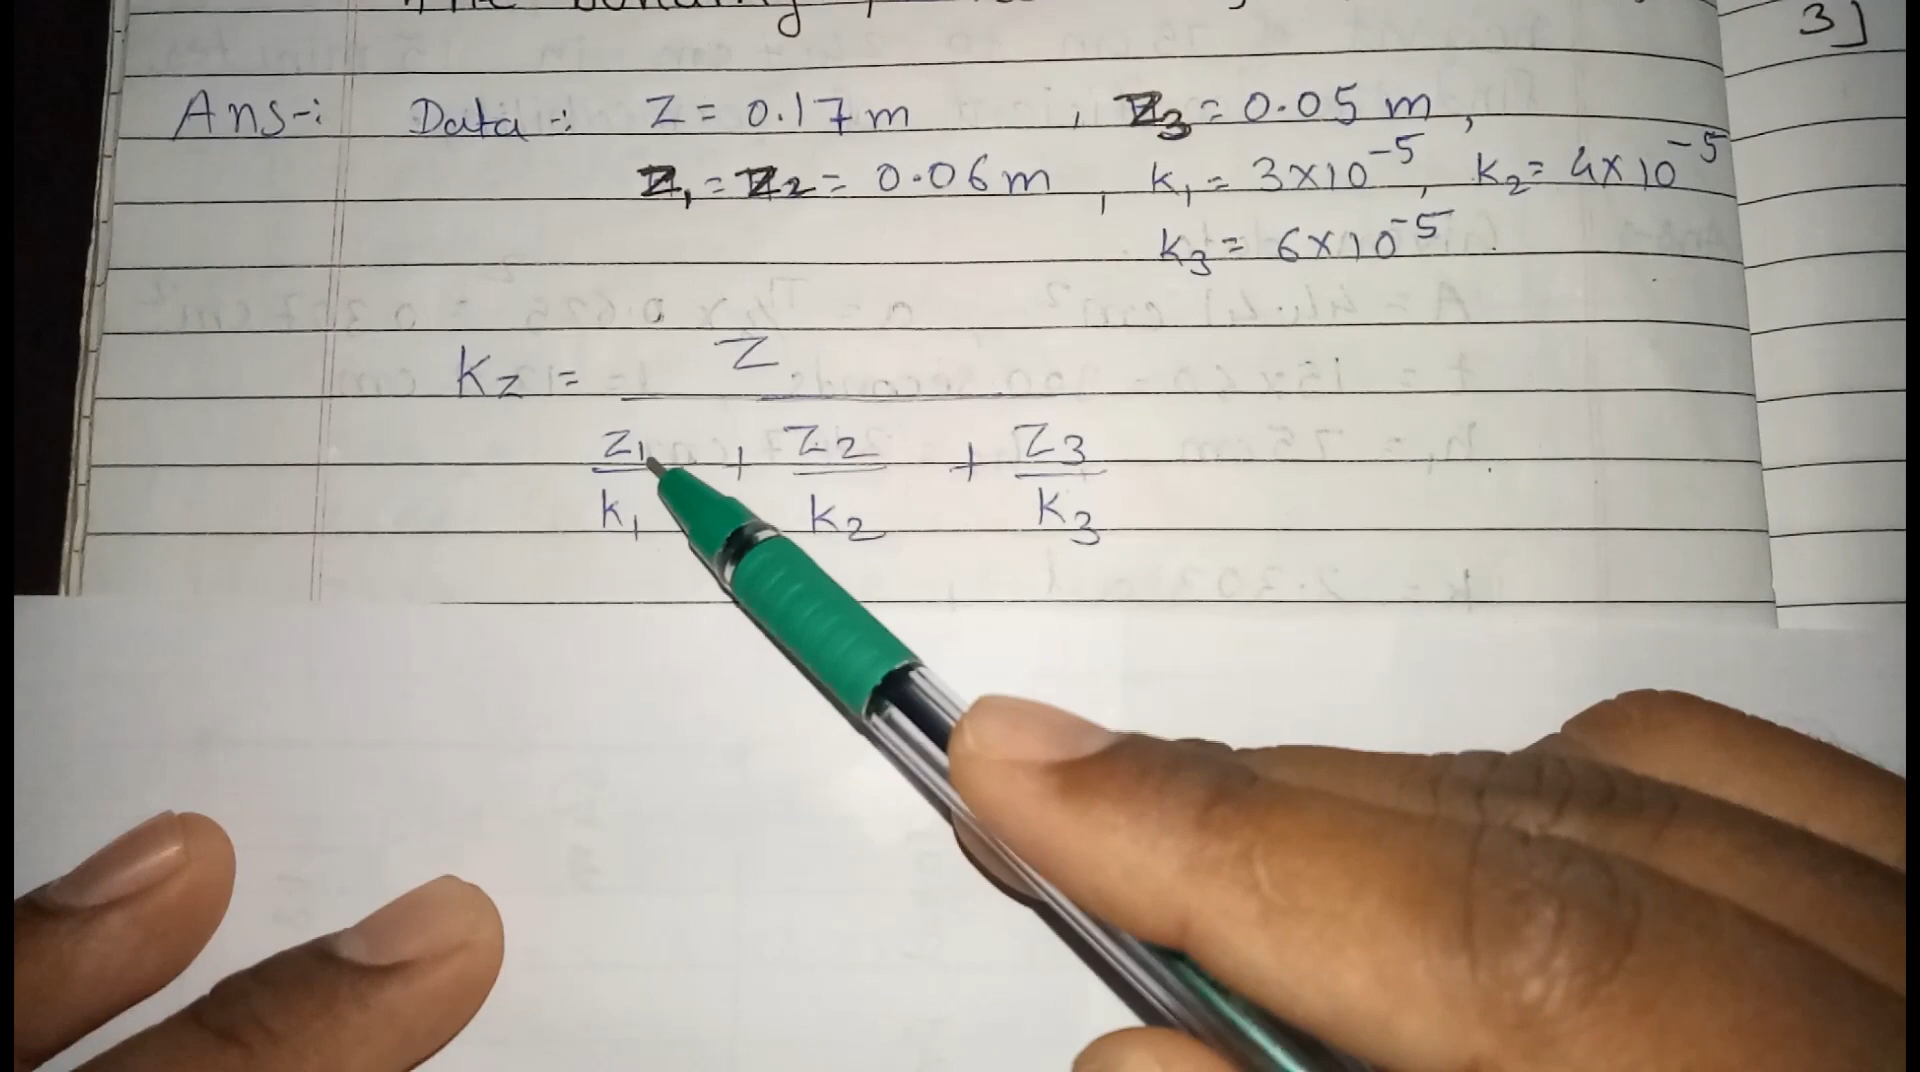 3]
Ans-: Data-: Z = 0.17 m , Z3 = 0.05 m ,
Z1 = Z2 = 0.06 m , k1 = 3×10^-5 , k2 = 4×10^-5
k3 = 6×10^-5 .
Kz = Z
Z1 + Z2 + Z3
k1 k2 k3